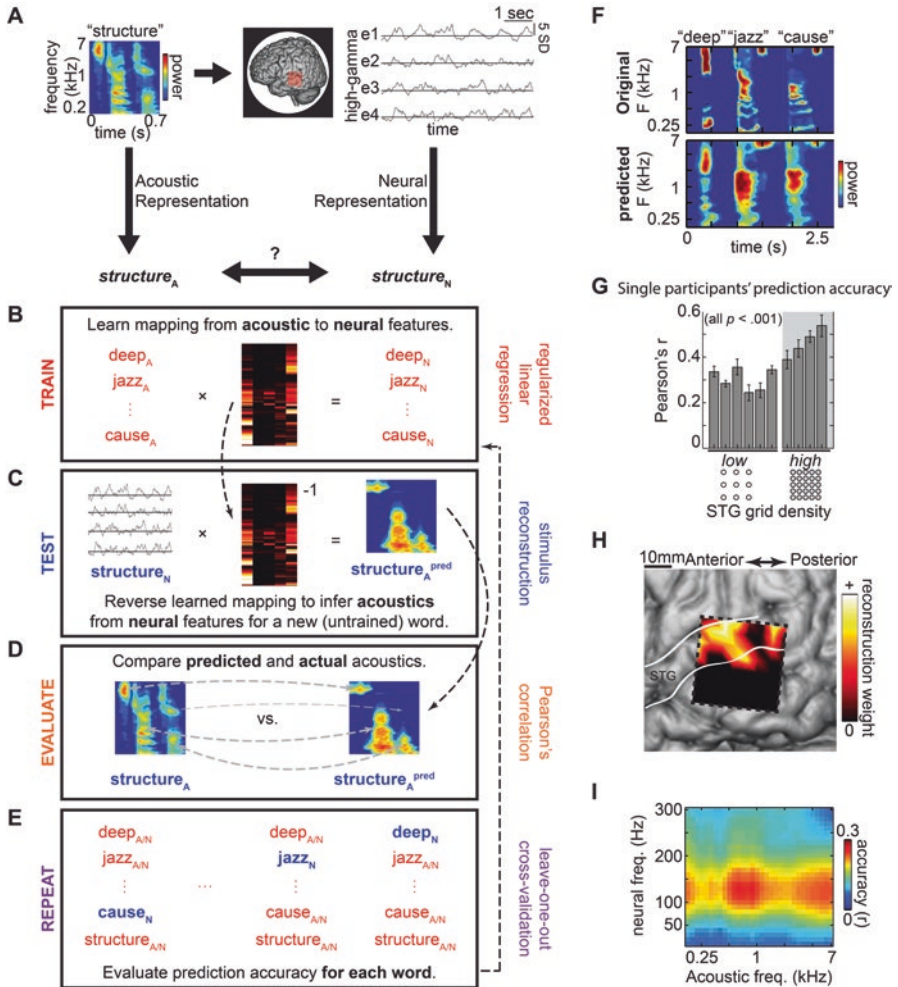 A
"structure"
frequency
(kHz)
7
1
0.2
0
0.7
time (s)
power
high-gamma
e1
e2
e3
e4
1 sec
5 SD
time
Acoustic
Representation
Neural
Representation
?
structureA
structureN
B
TRAIN
Learn mapping from acoustic to neural features.
deepA
jazzA
⋮
causeA
×
=
deepN
jazzN
⋮
causeN
regularized
linear
regression
C
TEST
structureN
×
-1
=
structureA pred
Reverse learned mapping to infer acoustics
from neural features for a new (untrained) word.
stimulus
reconstruction
D
EVALUATE
Compare predicted and actual acoustics.
vs.
structureA
structureA pred
Pearson's
correlation
E
REPEAT
deepA/N
jazzA/N
⋮
causeN
structureA/N
...
deepA/N
jazzN
⋮
causeA/N
structureA/N
deepN
jazzA/N
⋮
causeA/N
structureA/N
Evaluate prediction accuracy for each word.
leave-one-out
cross-validation
F
"deep" "jazz" "cause"
Original
F (kHz)
7
1
0.25
predicted
F (kHz)
7
1
0.25
0
2.5
time (s)
power
G
Single participants' prediction accuracy
(all p < .001)
Pearson's r
0.6
0.4
0.2
0
low
high
STG grid density
H
10mm
Anterior
Posterior
STG
+
0
reconstruction weight
I
neural freq. (Hz)
300
200
100
50
0.25
1
7
Acoustic freq. (kHz)
0.3
0
accuracy (r)